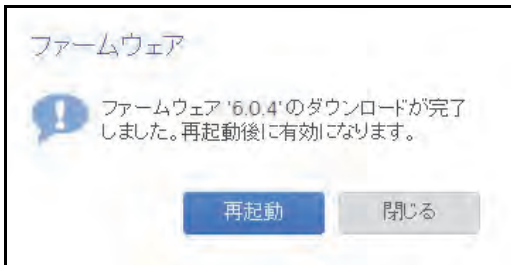 ファームウェア
ファームウェア '6.0.4'のダウンロードが完了
しました。再起動後に有効になります。
再起動
閉じる